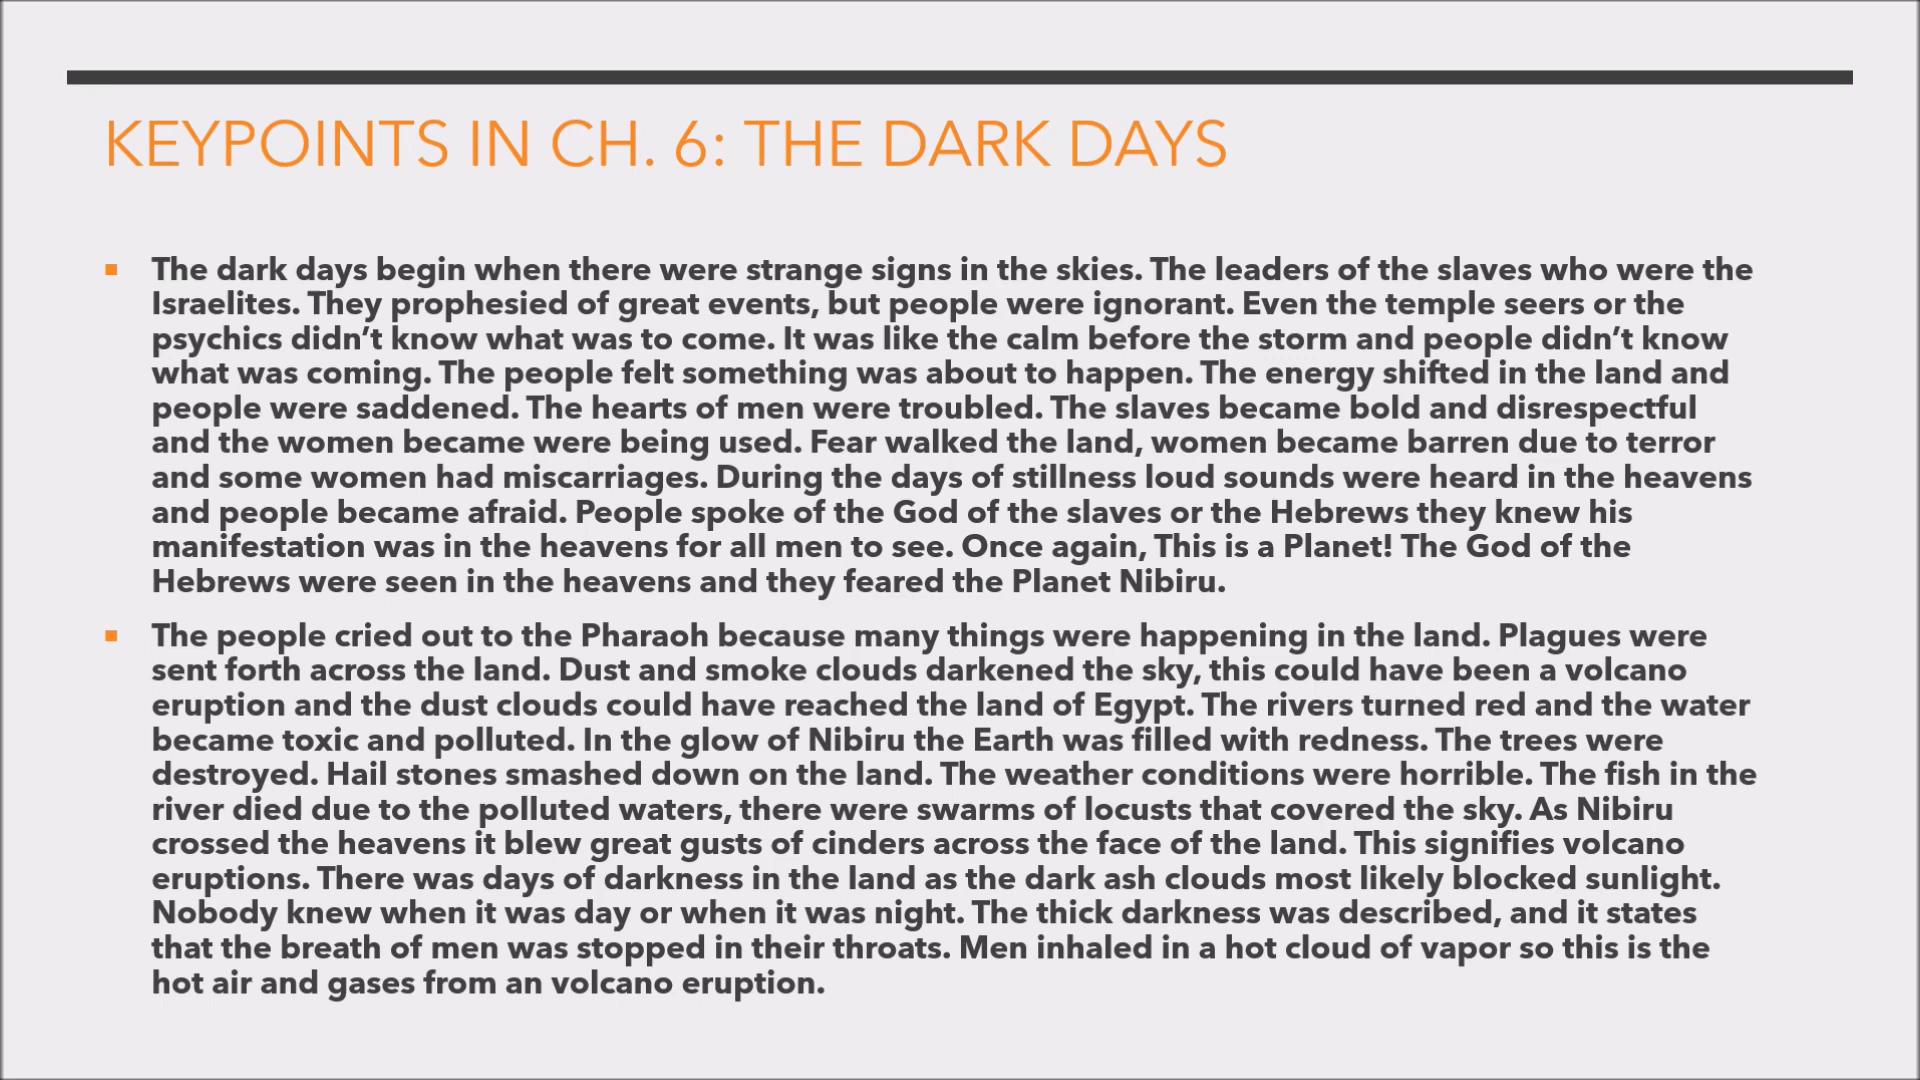 KEYPOINTS IN CH. 6: THE DARK DAYS
The dark days begin when there were strange signs in the skies. The leaders of the slaves who were the
Israelites. They prophesied of great events, but people were ignorant. Even the temple seers or the
psychics didn’t know what was to come. It was like the calm before the storm and people didn’t know
what was coming. The people felt something was about to happen. The energy shifted in the land and
people were saddened. The hearts of men were troubled. The slaves became bold and disrespectful
and the women became were being used. Fear walked the land, women became barren due to terror
and some women had miscarriages. During the days of stillness loud sounds were heard in the heavens
and people became afraid. People spoke of the God of the slaves or the Hebrews they knew his
manifestation was in the heavens for all men to see. Once again, This is a Planet! The God of the
Hebrews were seen in the heavens and they feared the Planet Nibiru.
The people cried out to the Pharaoh because many things were happening in the land. Plagues were
sent forth across the land. Dust and smoke clouds darkened the sky, this could have been a volcano
eruption and the dust clouds could have reached the land of Egypt. The rivers turned red and the water
became toxic and polluted. In the glow of Nibiru the Earth was filled with redness. The trees were
destroyed. Hail stones smashed down on the land. The weather conditions were horrible. The fish in the
river died due to the polluted waters, there were swarms of locusts that covered the sky. As Nibiru
crossed the heavens it blew great gusts of cinders across the face of the land. This signifies volcano
eruptions. There was days of darkness in the land as the dark ash clouds most likely blocked sunlight.
Nobody knew when it was day or when it was night. The thick darkness was described, and it states
that the breath of men was stopped in their throats. Men inhaled in a hot cloud of vapor so this is the
hot air and gases from an volcano eruption.